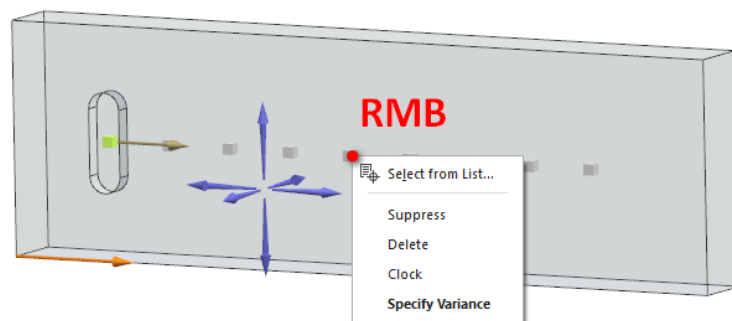 RMB
Select from List...
Suppress
Delete
Clock
Specify Variance